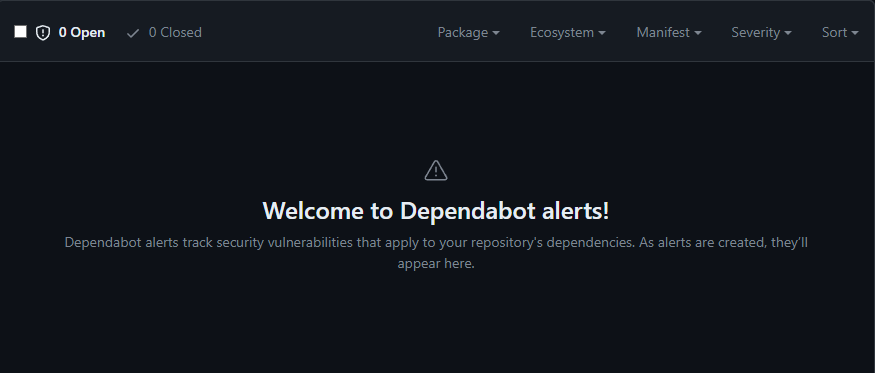 0 Open 0 Closed Package Ecosystem Manifest Severity Sort
Welcome to Dependabot alerts!
Dependabot alerts track security vulnerabilities that apply to your repository's dependencies. As alerts are created, they'll
appear here.